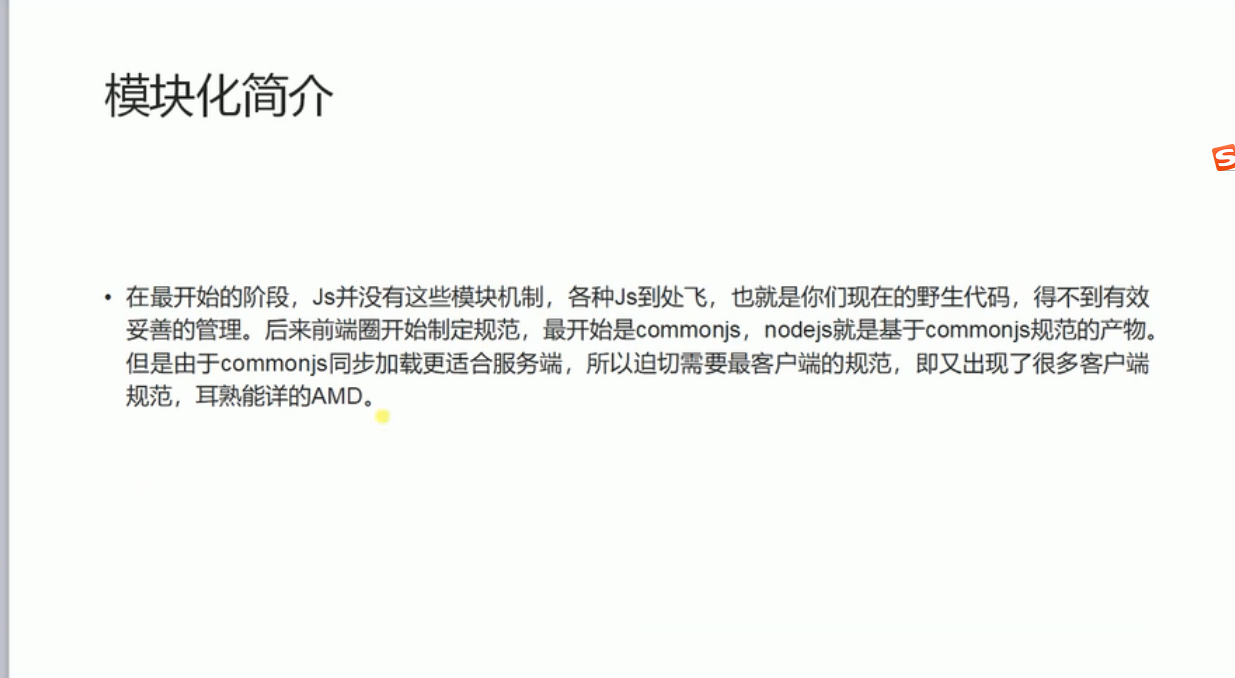 模块化简介
• 在最开始的阶段，Js并没有这些模块机制，各种Js到处飞，也就是你们现在的野生代码，得不到有效
妥善的管理。后来前端圈开始制定规范，最开始是commonjs，nodejs就是基于commonjs规范的产物。
但是由于commonjs同步加载更适合服务端，所以迫切需要最客户端的规范，即又出现了很多客户端
规范，耳熟能详的AMD。
S